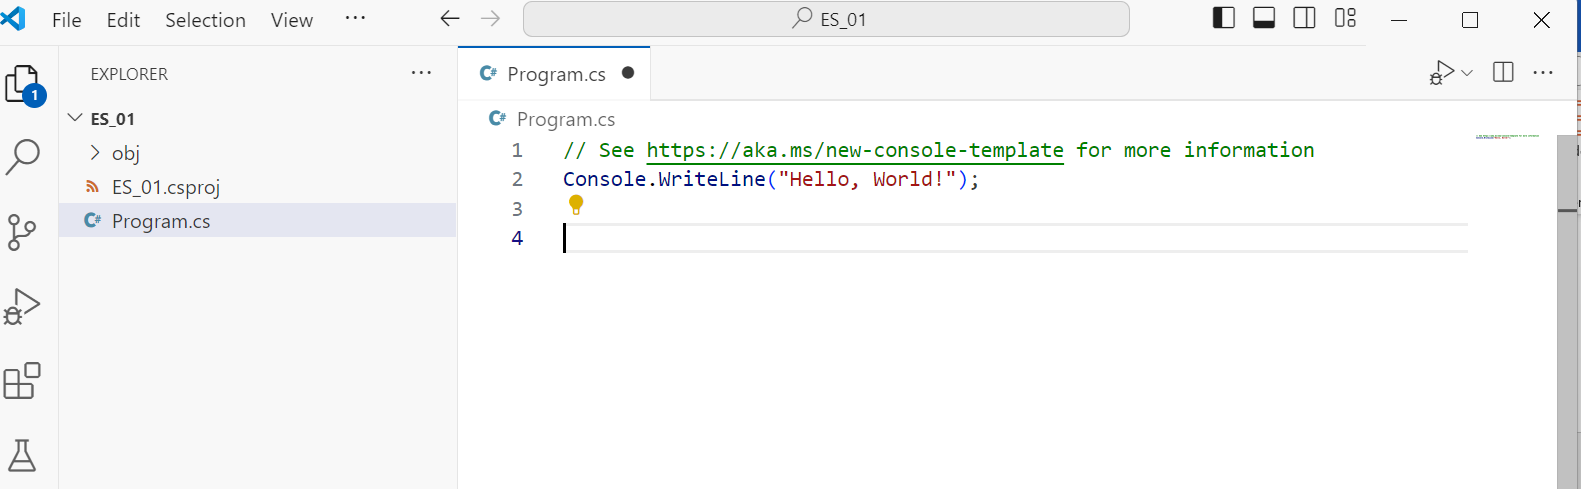 File Edit Selection View ··· ES_01
1
EXPLORER ···
ES_01
obj
ES_01.csproj
C# Program.cs
C# Program.cs
C# Program.cs
1 // See https://aka.ms/new-console-template for more information
2 Console.WriteLine("Hello, World!");
3
4